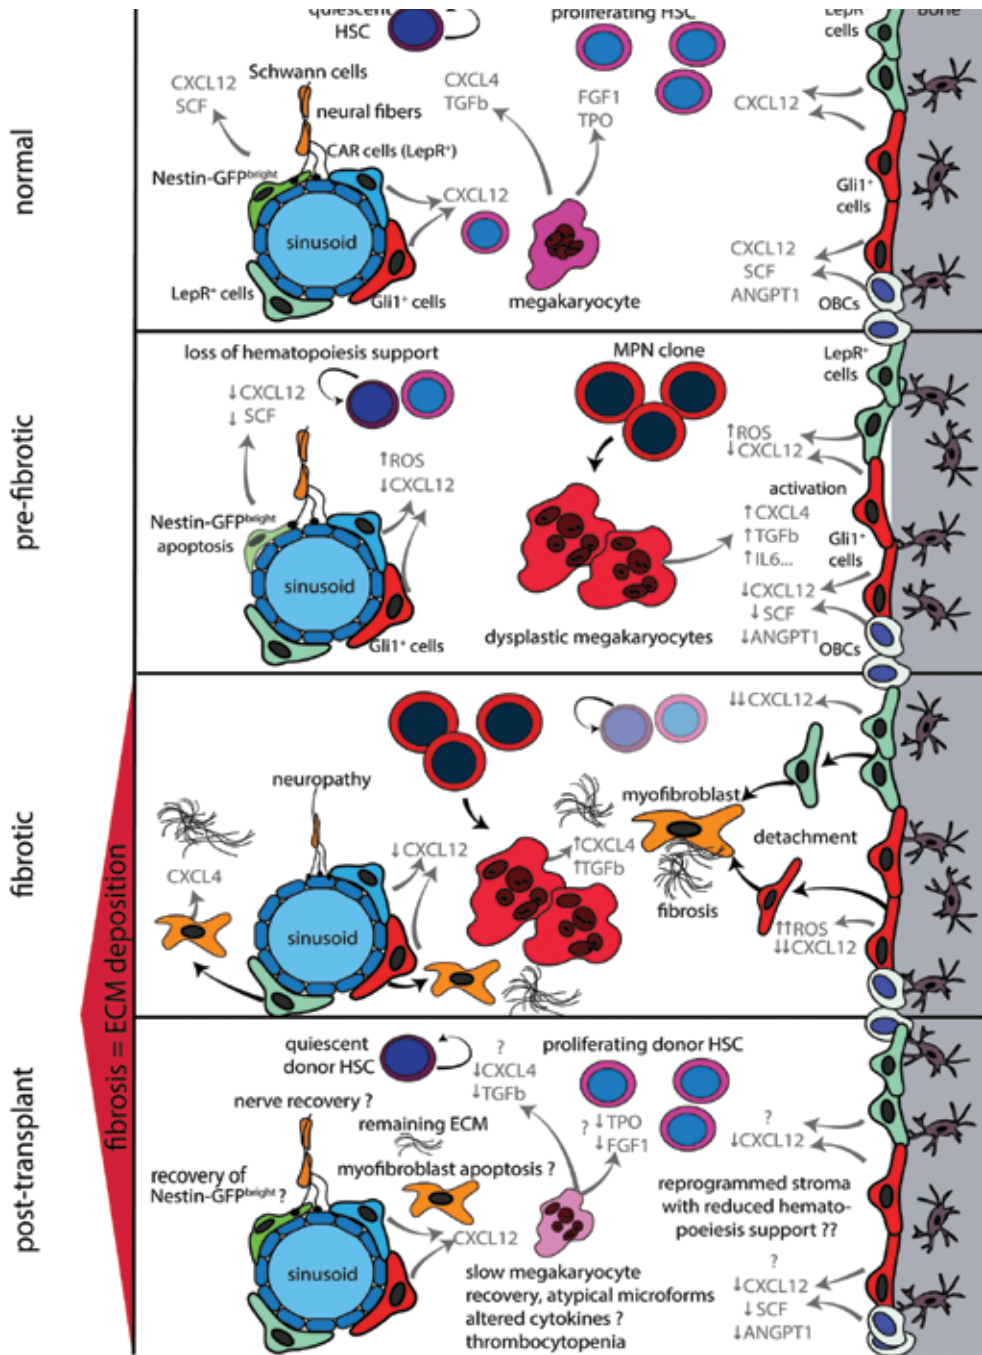 quiescent
HSC
proliferating HSC
LepR⁺
cells
Bone
normal
Schwann cells
CXCL12
SCF
neural fibers
CAR cells (LepR⁺)
Nestin-GFPbright
CXCL12
sinusoid
LepR⁺ cells
Gli1⁺ cells
CXCL4
TGFb
FGF1
TPO
megakaryocyte
CXCL12
Gli1⁺
cells
CXCL12
SCF
ANGPT1
OBCs
pre-fibrotic
loss of hematopoiesis support
↓CXCL12
↓ SCF
↑ROS
↓CXCL12
Nestin-GFPbright
apoptosis
sinusoid
Gli1⁺ cells
MPN clone
dysplastic megakaryocytes
LepR⁺
cells
↑ROS
↓CXCL12
activation
↑CXCL4
↑TGFb
↑IL6...
Gli1⁺
cells
↓CXCL12
↓SCF
↓ANGPT1
OBCs
fibrotic
fibrosis = ECM deposition
neuropathy
CXCL4
↓CXCL12
sinusoid
↑CXCL4
↑TGFb
↓↓CXCL12
myofibroblast
detachment
fibrosis
↑↑ROS
↓↓CXCL12
post-transplant
quiescent
donor HSC
?
↓CXCL4
↓TGFb
proliferating donor HSC
nerve recovery ?
remaining ECM
? ↓TPO
↓FGF1
?
↓CXCL12
recovery of
Nestin-GFPbright ?
myofibroblast apoptosis ?
CXCL12
sinusoid
reprogrammed stroma
with reduced hemato-
poeiesis support ??
slow megakaryocyte
recovery, atypical microforms
altered cytokines ?
thrombocytopenia
?
↓CXCL12
↓SCF
↓ANGPT1